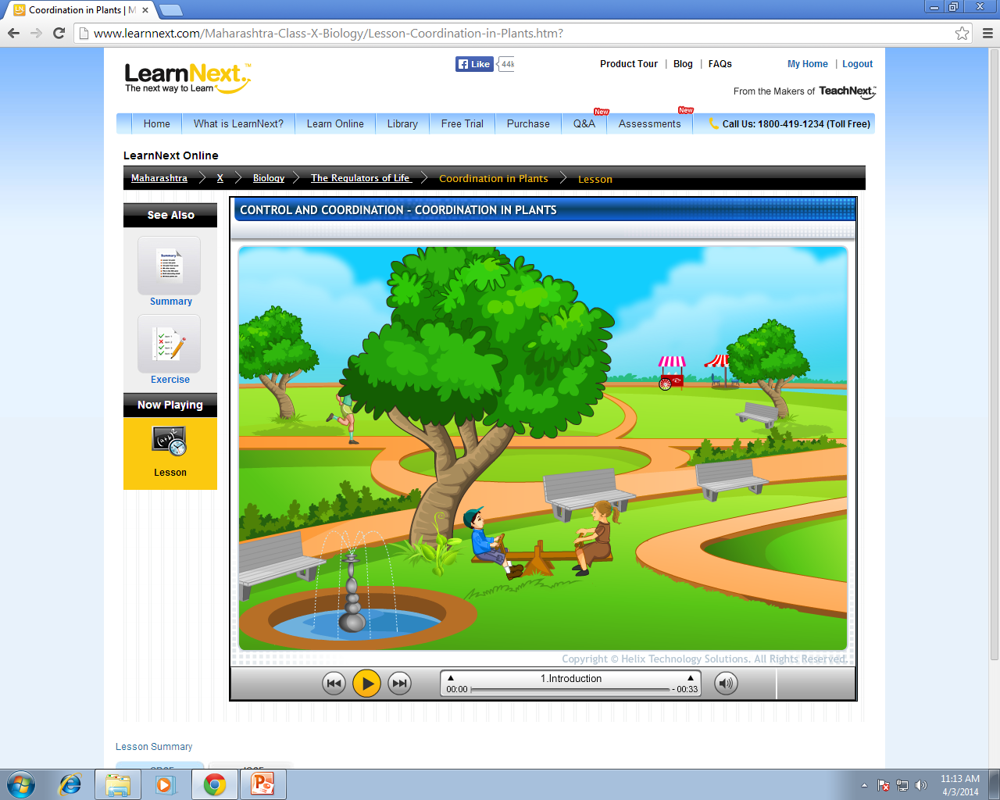 Coordination in Plants | M
www.learnnext.com/Maharashtra-Class-X-Biology/Lesson-Coordination-in-Plants.htm?
LearnNext.™
The next way to Learn
Like 44k
Product Tour | Blog | FAQs
My Home | Logout
From the Makers of TeachNext.
Home
What is LearnNext?
Learn Online
Library
Free Trial
Purchase
Q&A
New
Assessments
New
Call Us: 1800-419-1234 (Toll Free)
LearnNext Online
Maharashtra
X
Biology
The Regulators of Life
Coordination in Plants
Lesson
See Also
Summary
Summary
Exercise
Now Playing
Lesson
CONTROL AND COORDINATION - COORDINATION IN PLANTS
Copyright © Helix Technology Solutions. All Rights Reserved.
1.Introduction
00:00
- 00:33
Lesson Summary
11:13 AM
4/3/2014